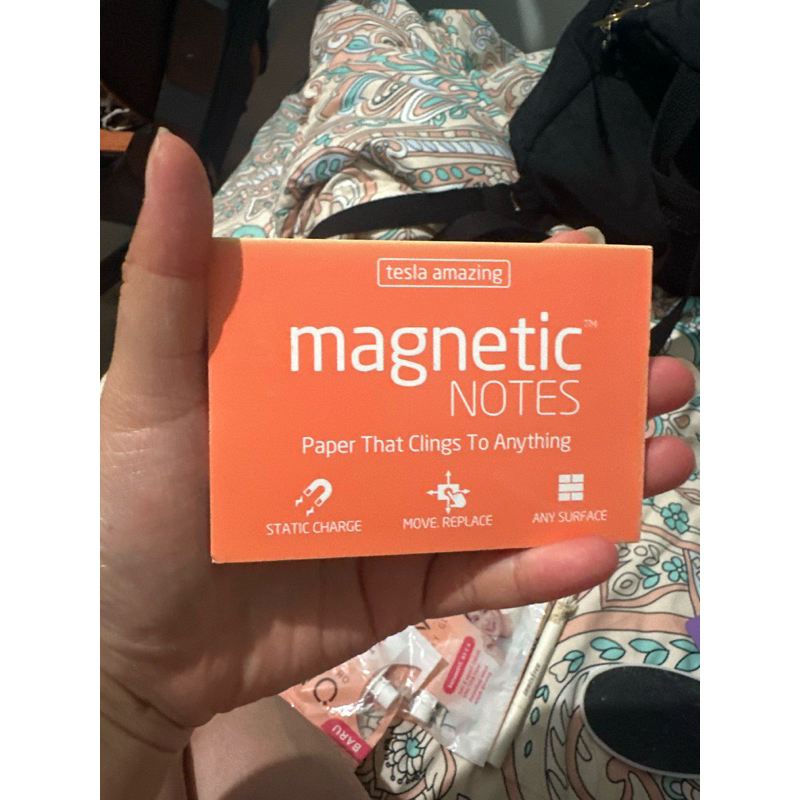 tesla amazing
magnetic™
NOTES
Paper That Clings To Anything
STATIC CHARGE
MOVE. REPLACE
ANY SURFACE
BARU